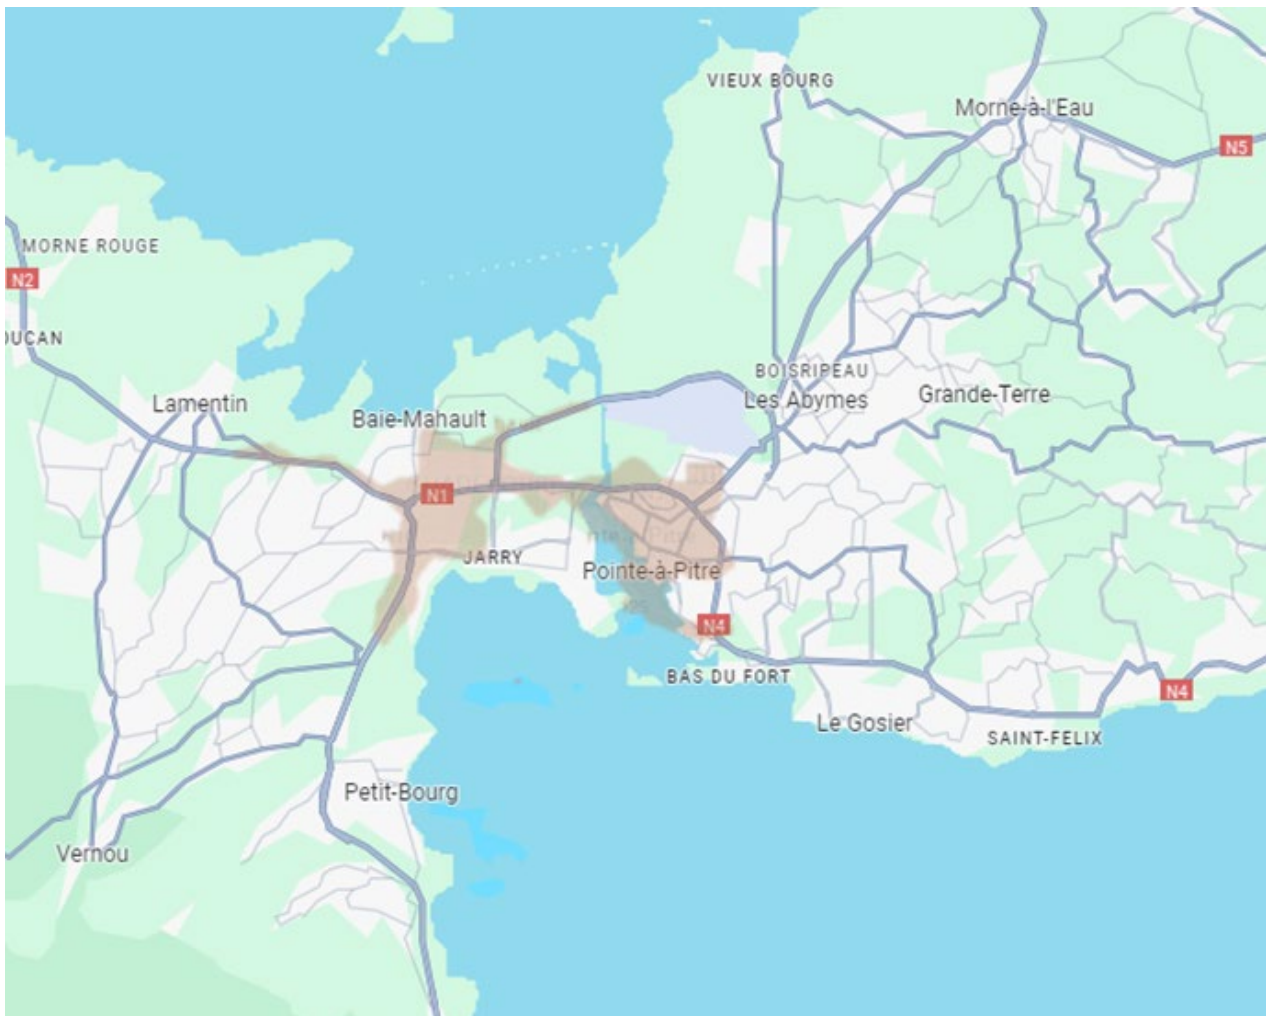 VIEUX BOURG
Morne-à-l'Eau
N5
MORNE ROUGE
N2
OUCAN
BOISRIPEAU
Lamentin
Les Abymes
Grande-Terre
Baie-Mahault
N1
JARRY
Pointe-à-Pitre
N4
BAS DU FORT
N4
Le Gosier
SAINT-FELIX
Petit-Bourg
Vernou